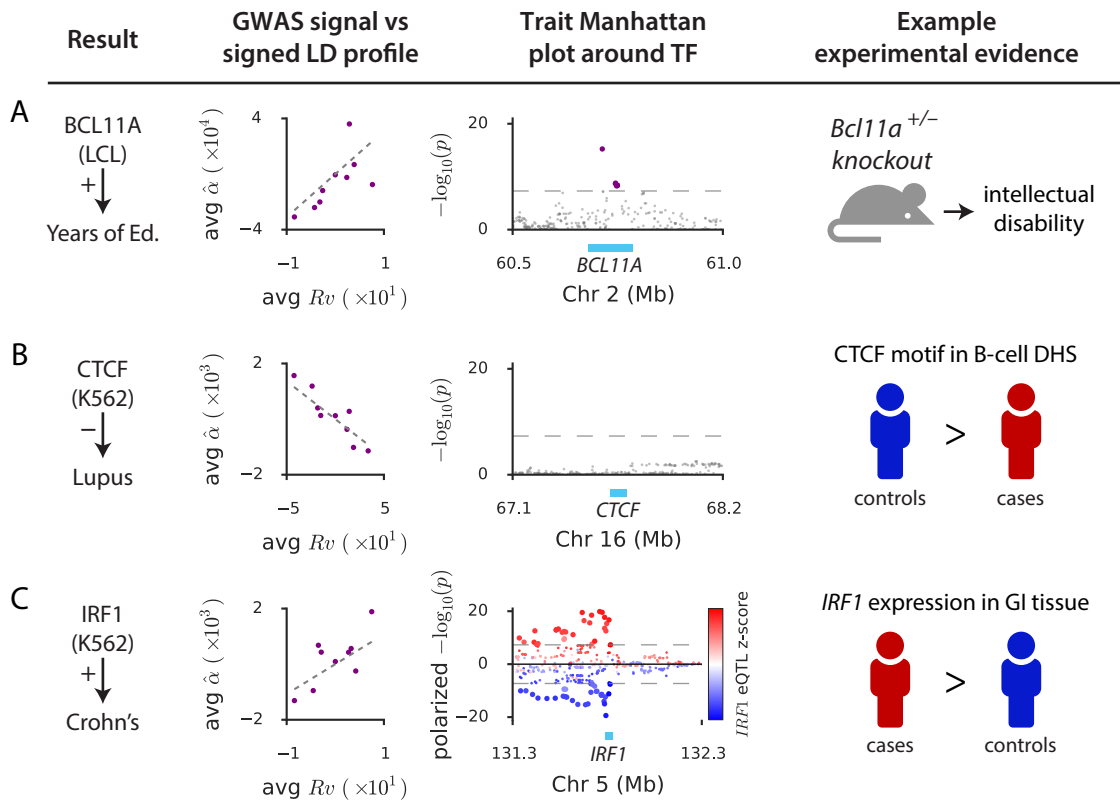 Result
GWAS signal vs
signed LD profile
Trait Manhattan
plot around TF
Example
experimental evidence
A
BCL11A
(LCL)
+
Years of Ed.
avg α̂ (×10⁴)
4
−4
−1
1
avg Rv (×10¹)
−log₁₀(p)
20
0
60.5
61.0
BCL11A
Chr 2 (Mb)
Bcl11a +/−
knockout
intellectual
disability
B
CTCF
(K562)
−
Lupus
avg α̂ (×10³)
2
−2
−5
5
avg Rv (×10¹)
−log₁₀(p)
20
0
67.1
68.2
CTCF
Chr 16 (Mb)
CTCF motif in B-cell DHS
>
controls
cases
C
IRF1
(K562)
+
Crohn's
avg α̂ (×10³)
2
−2
−1
1
avg Rv (×10¹)
polarized −log₁₀(p)
20
0
−20
131.3
132.3
IRF1
Chr 5 (Mb)
IRF1 eQTL z-score
IRF1 expression in GI tissue
>
cases
controls